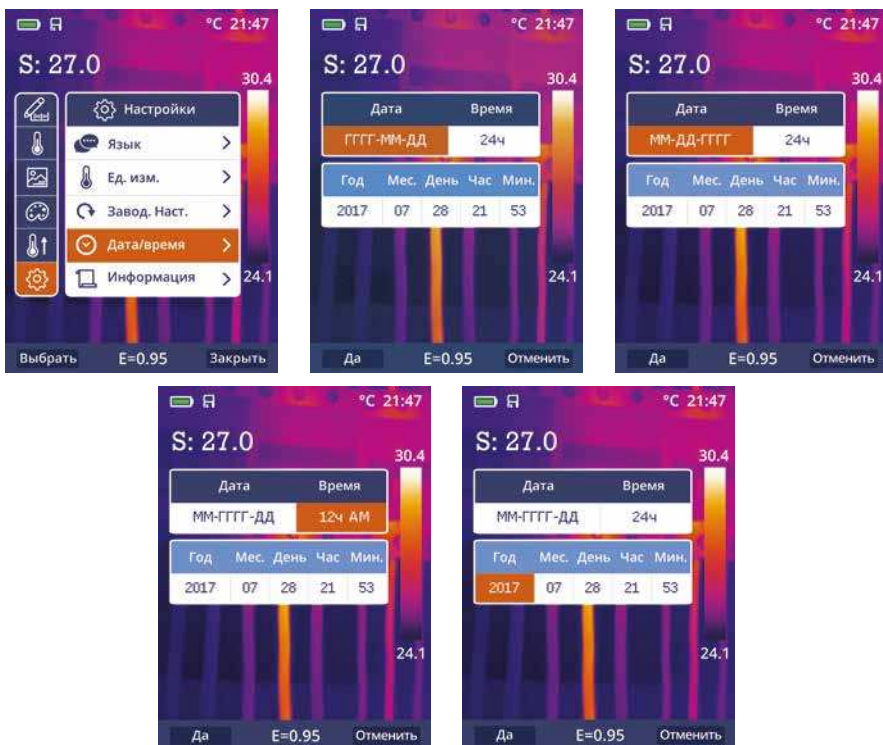 °C 21:47
S: 27.0
30.4
Настройки
Язык
Ед. изм.
Завод. Наст.
Дата/время
Информация
24.1
Выбрать E=0.95 Закрыть
°C 21:47
S: 27.0
30.4
Дата Время
ГГГГ-ММ-ДД 24ч
Год Мес. День Час Мин.
2017 07 28 21 53
24.1
Да E=0.95 Отменить
°C 21:47
S: 27.0
30.4
Дата Время
ММ-ДД-ГГГГ 24ч
Год Мес. День Час Мин.
2017 07 28 21 53
24.1
Да E=0.95 Отменить
°C 21:47
S: 27.0
30.4
Дата Время
ММ-ГГГГ-ДД 12ч AM
Год Мес. День Час Мин.
2017 07 28 21 53
24.1
Да E=0.95 Отменить
°C 21:47
S: 27.0
30.4
Дата Время
ММ-ГГГГ-ДД 24ч
Год Мес. День Час Мин.
2017 07 28 21 53
24.1
Да E=0.95 Отменить